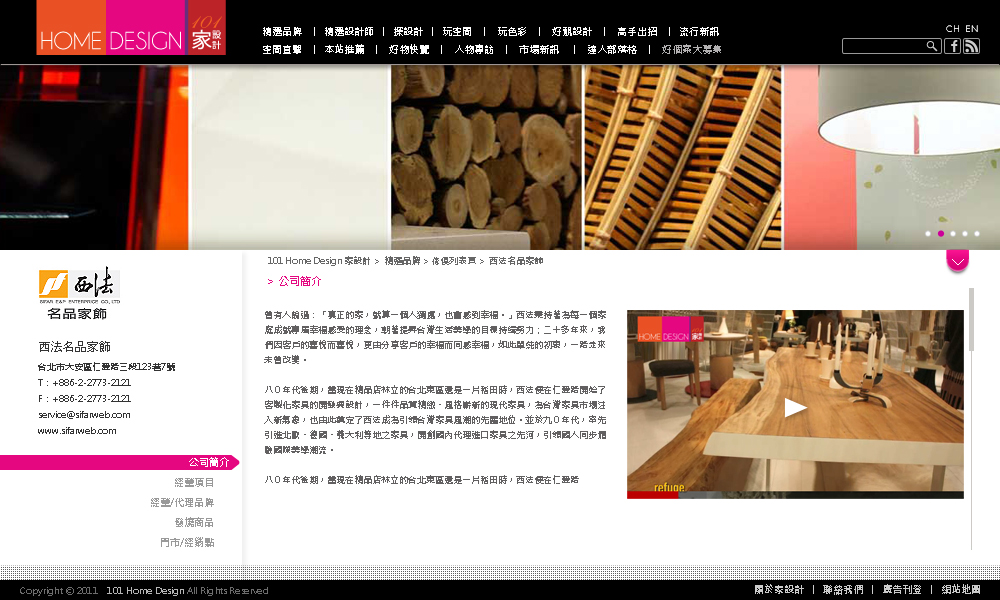 HOME DESIGN 101 家設計
精選品牌 | 精選設計師 | 探設計 | 玩空間 | 玩色彩 | 好親設計 | 高手出招 | 流行新訊
空間直擊 | 本站推薦 | 好物快覽 | 人物專訪 | 市場新訊 | 達人部落格 | 好個案大募集
CH EN
西法
SIFAR E&F ENTERPRISE CO.,LTD
名品家飾
西法名品家飾
台北市大安區仁愛路三段123巷7號
T : +886-2-2773-2121
F : +886-2-2773-2121
service@sifarweb.com
www.sifarweb.com
公司簡介
經營項目
經營/代理品牌
發燒商品
門市/經銷點
101 Home Design 家設計 > 精選品牌 > 傢俱列表頁 > 西法名品家飾
> 公司簡介
曾有人說過：「真正的家，就算一個人獨處，也會感到幸福。」西法秉持著為每一個家
庭成就專屬幸福感受的理念，朝著提昇台灣生活美學的目標持續努力；二十多年來，我
們因客戶的喜悅而喜悅，更由分享客戶的幸福而同感幸福，如此單純的初衷，一路走來
未曾改變。
八０年代後期，當現在精品店林立的台北東區還是一片稻田時，西法便在仁愛路開始了
客製化家具的開發與設計，一件件品質精緻、風格嶄新的現代家具，為台灣家具市場注
入新氣象，也由此奠定了西法成為引領台灣家具風潮的先驅地位。並於九０年代，率先
引進北歐、德國、義大利等地之家具，開創國內代理進口家具之先河，引領國人同步體
驗國際美學潮流。
八０年代後期，當現在精品店林立的台北東區還是一片稻田時，西法便在仁愛路
HOME DESIGN 家
refuge
Copyright © 2011 101 Home Design All Rights Reserved
關於家設計 | 聯絡我們 | 廣告刊登 | 網站地圖